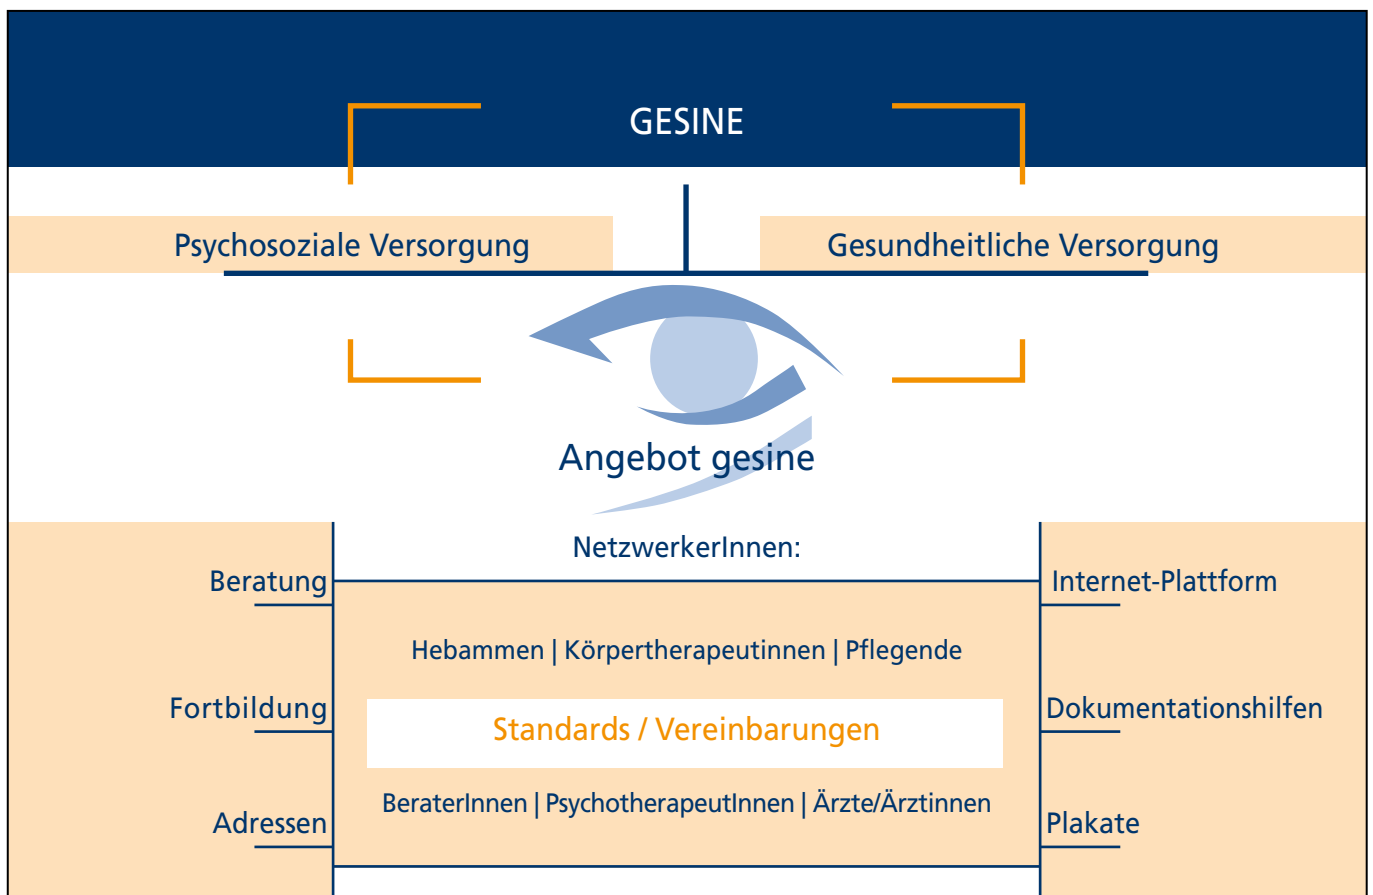 GESINE
Psychosoziale Versorgung
Gesundheitliche Versorgung
Angebot gesine
NetzwerkerInnen:
Beratung
Internet-Plattform
Hebammen | Körpertherapeutinnen | Pflegende
Fortbildung
Standards / Vereinbarungen
Dokumentationshilfen
BeraterInnen | PsychotherapeutInnen | Ärzte/Ärztinnen
Adressen
Plakate